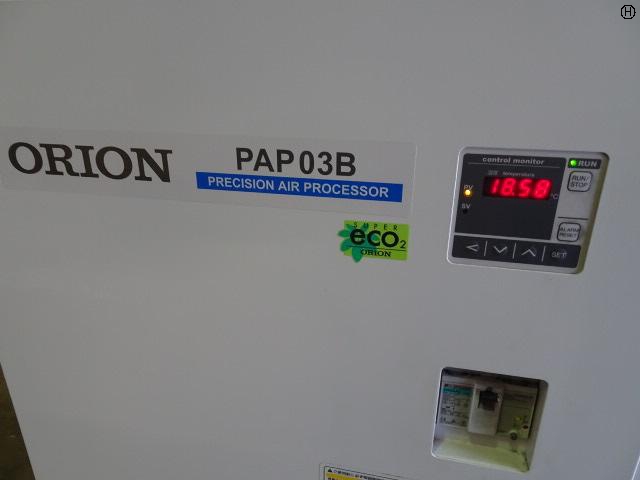 H
ORION
PAP03B
PRECISION AIR PROCESSOR
SUPER
eco2
ORION
control monitor
RUN
temperature
PV
18.58
°C
SV
RUN/
STOP
ALARM
RESET
SET